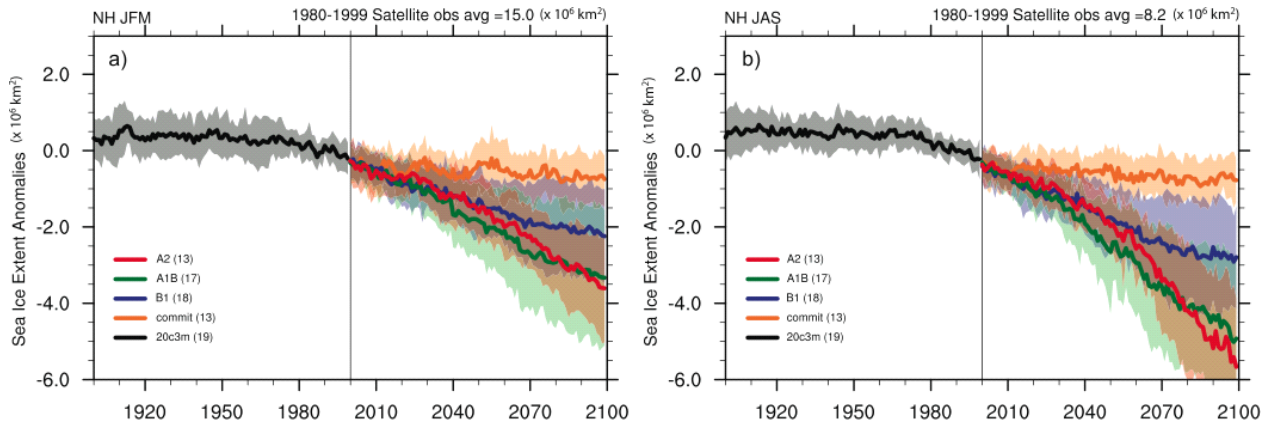 NH JFM 1980-1999 Satellite obs avg =15.0 (x 10⁶ km²)
a)
Sea Ice Extent Anomalies (x 10⁶ km²)
2.0
0.0
-2.0
-4.0
-6.0
A2 (13)
A1B (17)
B1 (18)
commit (13)
20c3m (19)
1920 1950 1980 2010 2040 2070 2100
NH JAS 1980-1999 Satellite obs avg =8.2 (x 10⁶ km²)
b)
Sea Ice Extent Anomalies (x 10⁶ km²)
2.0
0.0
-2.0
-4.0
-6.0
A2 (13)
A1B (17)
B1 (18)
commit (13)
20c3m (19)
1920 1950 1980 2010 2040 2070 2100